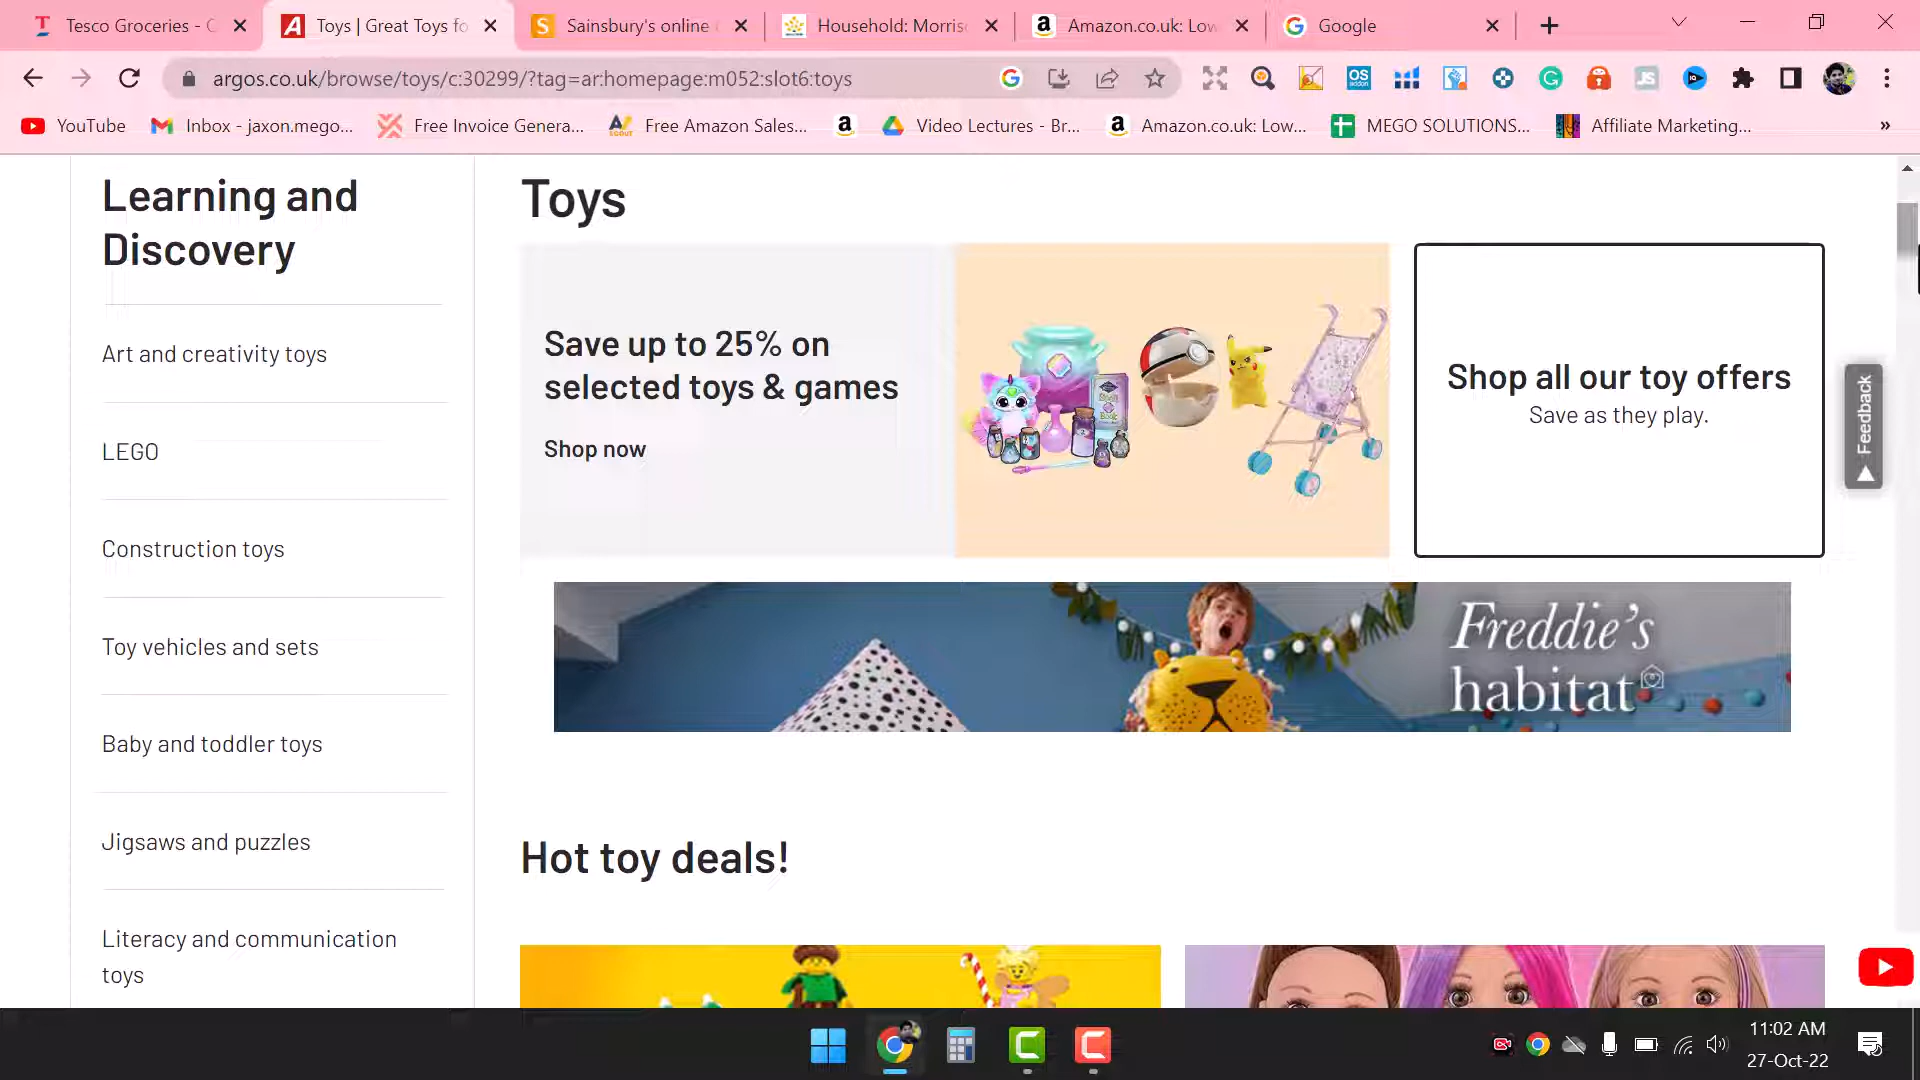 Tesco Groceries - O
Toys | Great Toys fo
Sainsbury's online
Household: Morris
Amazon.co.uk: Low
Google
argos.co.uk/browse/toys/c:30299/?tag=ar:homepage:m052:slot6:toys
YouTube
Inbox - jaxon.mego...
Free Invoice Genera...
Free Amazon Sales...
Video Lectures - Br...
Amazon.co.uk: Low...
MEGO SOLUTIONS...
Affiliate Marketing...
»
Learning and
Discovery
Art and creativity toys
LEGO
Construction toys
Toy vehicles and sets
Baby and toddler toys
Jigsaws and puzzles
Literacy and communication
toys
Toys
Save up to 25% on
selected toys & games
Shop now
Shop all our toy offers
Save as they play.
Feedback
Freddie's
habitat
Hot toy deals!
11:02 AM
27-Oct-22